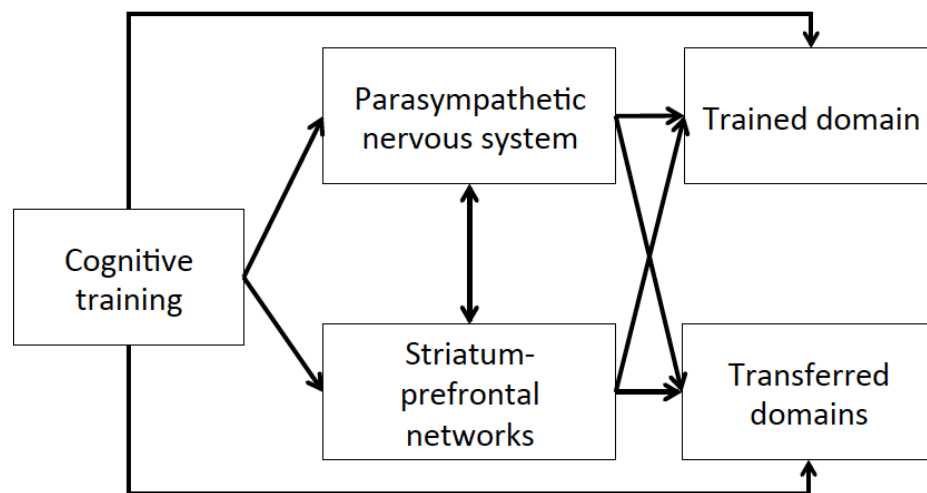 Parasympathetic
nervous system
Trained domain
Cognitive
training
Striatum-
prefrontal
networks
Transferred
domains